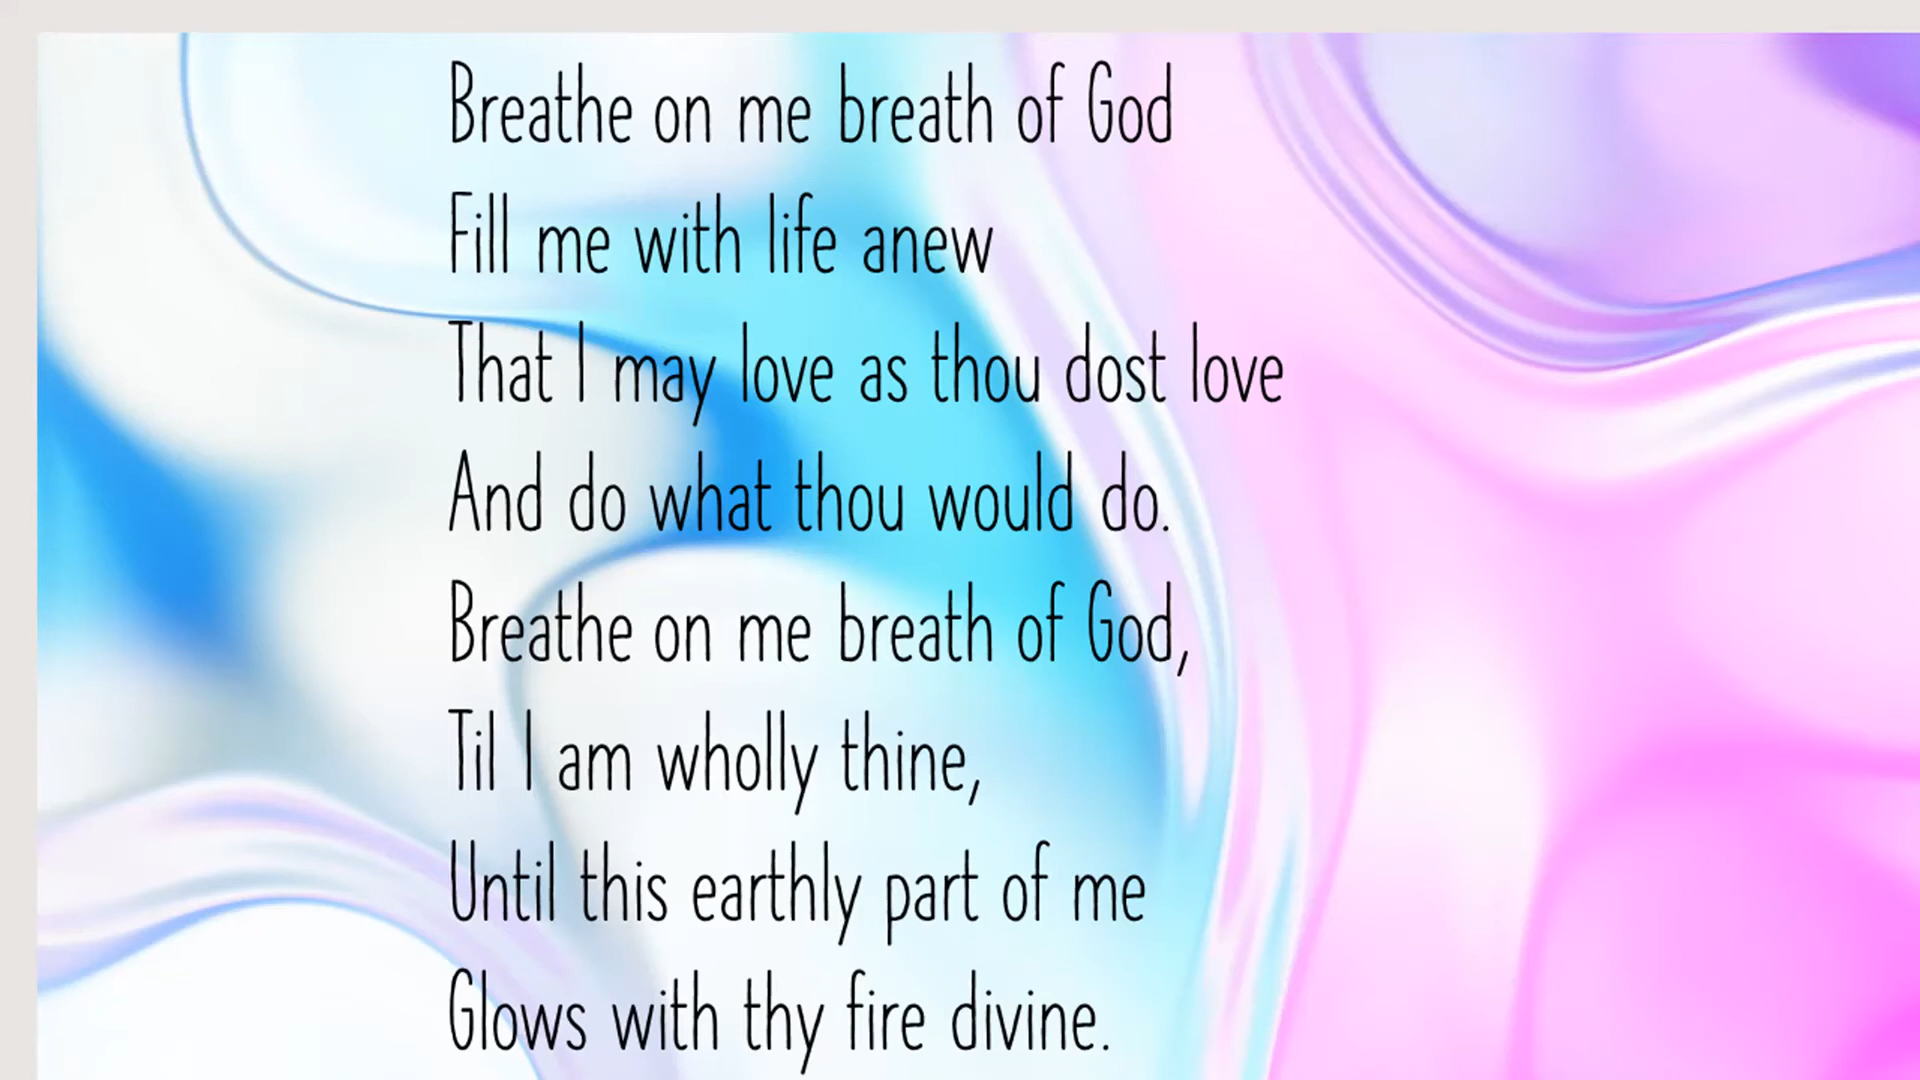 Breathe on me breath of God
Fill me with life anew
That I may love as thou dost love
And do what thou would do.
Breathe on me breath of God,
Til I am wholly thine,
Until this earthly part of me
Glows with thy fire divine.